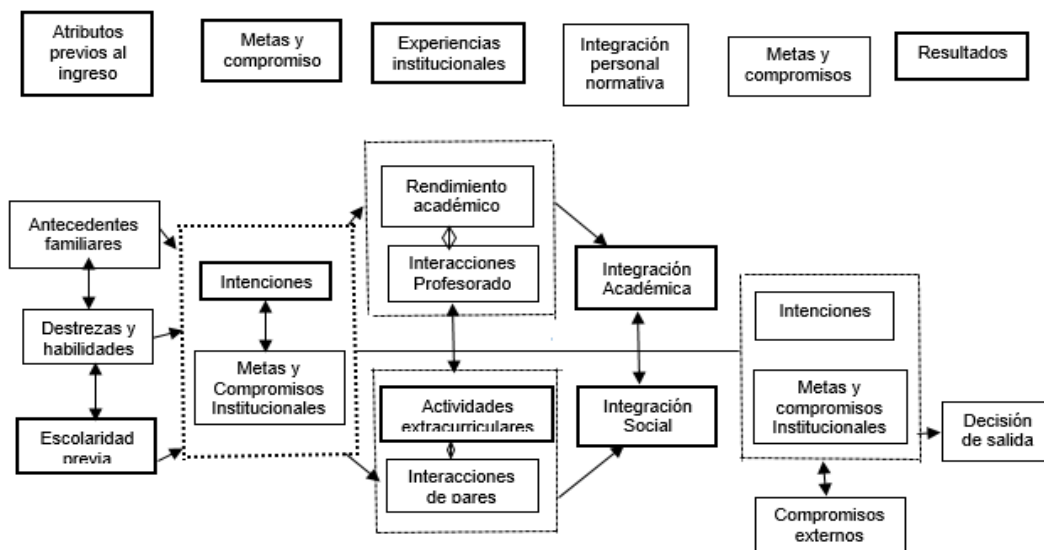 Atributos
previos al
ingreso
Metas y
compromiso
Experiencias
institucionales
Integración
personal
normativa
Metas y
compromisos
Resultados
Antecedentes
familiares
Destrezas y
habilidades
Escolaridad
previa
Intenciones
Metas y
Compromisos
Institucionales
Rendimiento
académico
Interacciones
Profesorado
Actividades
extracurriculares
Interacciones
de pares
Integración
Académica
Integración
Social
Intenciones
Metas y
compromisos
Institucionales
Compromisos
externos
Decisión
de salida